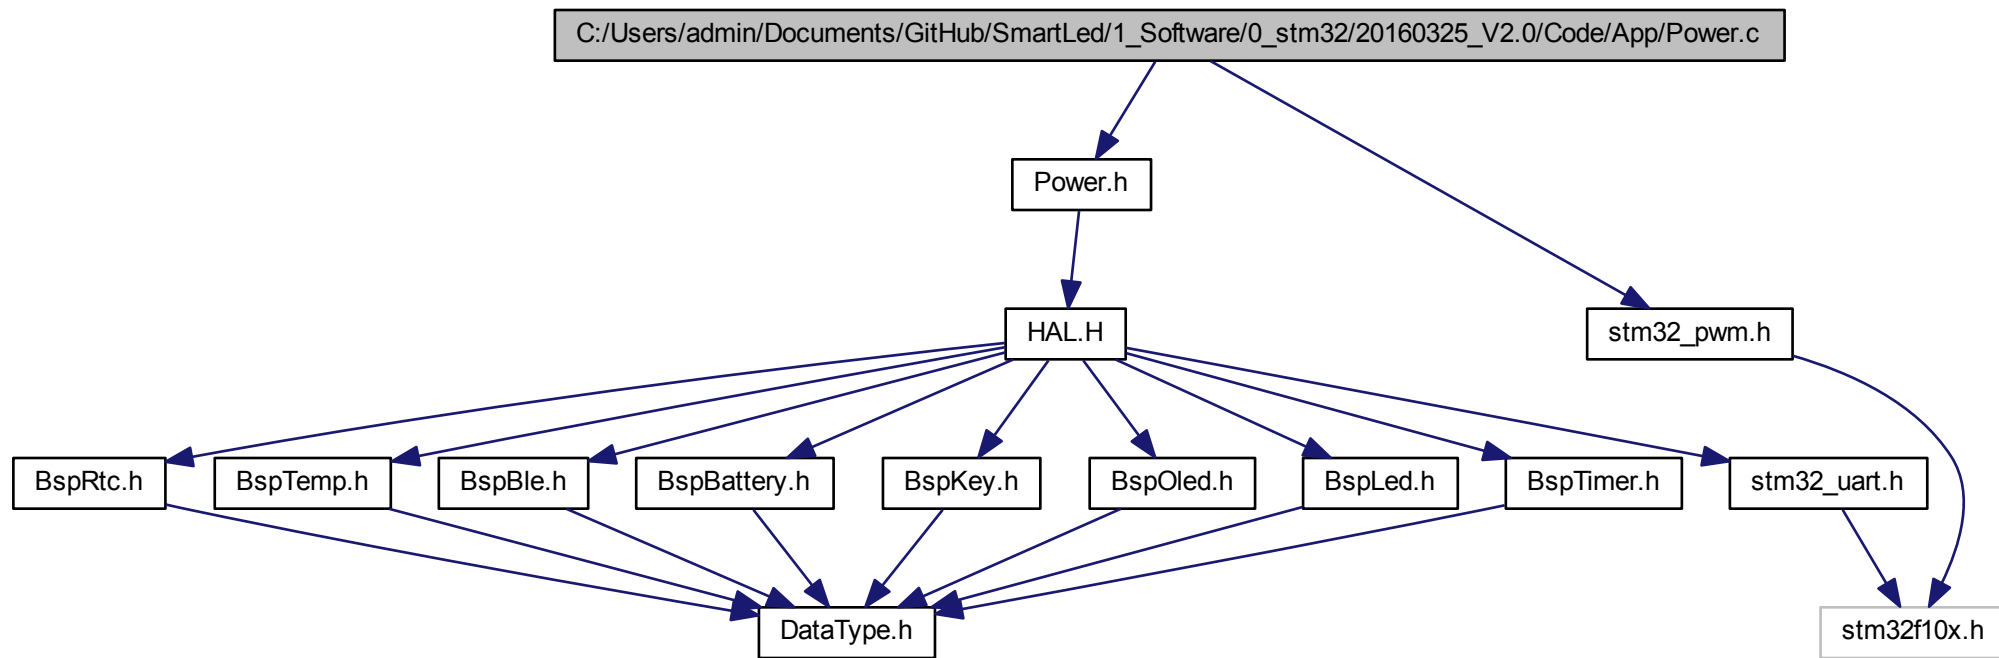 C:/Users/admin/Documents/GitHub/SmartLed/1_Software/0_stm32/20160325_V2.0/Code/App/Power.c
Power.h
HAL.H
stm32_pwm.h
BspRtc.h
BspTemp.h
BspBle.h
BspBattery.h
BspKey.h
BspOled.h
BspLed.h
BspTimer.h
stm32_uart.h
DataType.h
stm32f10x.h